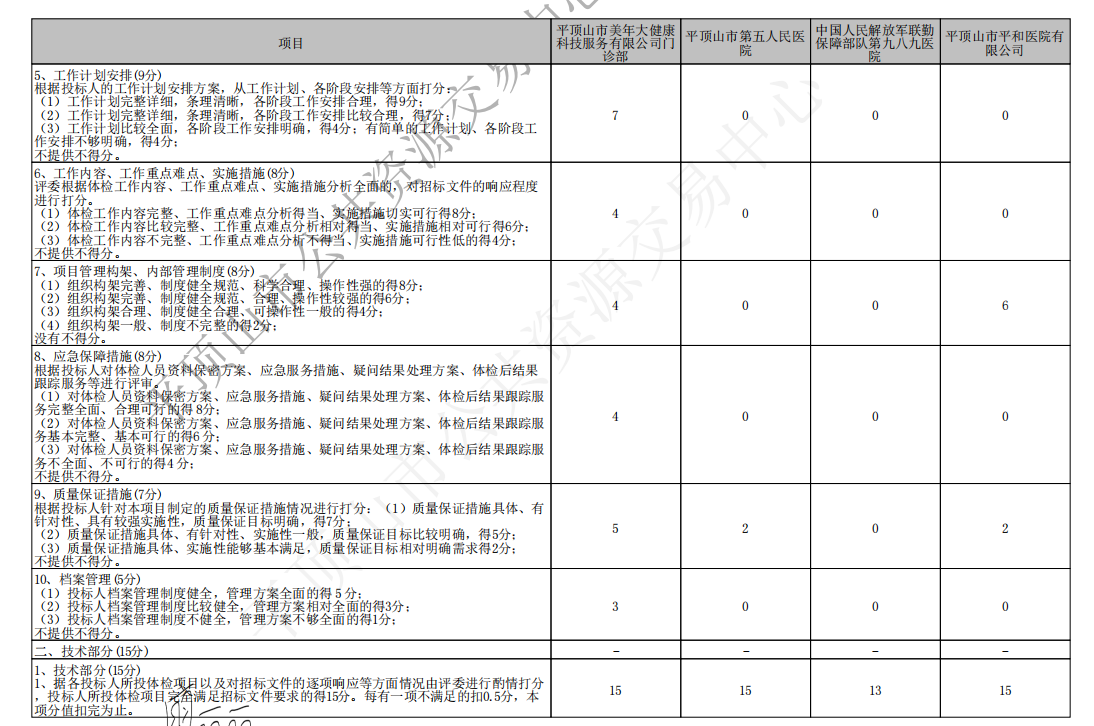 项目
平顶山市美年大健康
科技服务有限公司门
诊部
平顶山市第五人民医
院
中国人民解放军联勤
保障部队第九八九医
院
平顶山市平和医院有
限公司
5、工作计划安排(9分)
根据投标人的工作计划安排方案，从工作计划、各阶段安排等方面打分：
（1）工作计划完整详细，条理清晰，各阶段工作安排合理，得9分；
（2）工作计划完整详细，条理清晰，各阶段工作安排比较合理，得7分；
（3）工作计划比较全面，各阶段工作安排明确，得4分；有简单的工作计划、各阶段工
作安排不够明确，得4分；
不提供不得分。
7
0
0
0
6、工作内容、工作重点难点、实施措施(8分)
评委根据体检工作内容、工作重点难点、实施措施分析全面的，对招标文件的响应程度
进行打分。
（1）体检工作内容完整、工作重点难点分析得当、实施措施切实可行得8分；
（2）体检工作内容比较完整、工作重点难点分析相对得当、实施措施相对可行得6分；
（3）体检工作内容不完整、工作重点难点分析不得当、实施措施可行性低的得4分；
不提供不得分。
4
0
0
0
7、项目管理构架、内部管理制度(8分)
（1）组织构架完善、制度健全规范、科学合理、操作性强的得8分；
（2）组织构架完善、制度健全规范、合理、操作性较强的得6分；
（3）组织构架合理、制度健全合理、可操作性一般的得4分；
（4）组织构架一般、制度不完整的得2分；
没有不得分。
4
0
0
6
8、应急保障措施(8分)
根据投标人对体检人员资料保密方案、应急服务措施、疑问结果处理方案、体检后结果
跟踪服务等进行评审。
（1）对体检人员资料保密方案、应急服务措施、疑问结果处理方案、体检后结果跟踪服
务完整全面、合理可行的得8分；
（2）对体检人员资料保密方案、应急服务措施、疑问结果处理方案、体检后结果跟踪服
务基本完整、基本可行的得6分；
（3）对体检人员资料保密方案、应急服务措施、疑问结果处理方案、体检后结果跟踪服
务不全面、不可行的得4分；
不提供不得分。
4
0
0
0
9、质量保证措施(7分)
根据投标人针对本项目制定的质量保证措施情况进行打分：（1）质量保证措施具体、有
针对性、具有较强实施性，质量保证目标明确，得7分；
（2）质量保证措施具体、有针对性、实施性一般，质量保证目标比较明确，得5分；
（3）质量保证措施具体、实施性能够基本满足，质量保证目标相对明确需求得2分；
不提供不得分。
5
2
0
2
10、档案管理(5分)
（1）投标人档案管理制度健全，管理方案全面的得5分；
（2）投标人档案管理制度比较健全，管理方案相对全面的得3分；
（3）投标人档案管理制度不健全，管理方案不够全面的得1分；
不提供不得分。
3
0
0
0
二、技术部分(15分)
－
－
－
－
1、技术部分(15分)
1、据各投标人所投体检项目以及对招标文件的逐项响应等方面情况由评委进行酌情打分
，投标人所投体检项目完全满足招标文件要求的得15分。每有一项不满足的扣0.5分，本
项分值扣完为止。
15
15
13
15
平顶山市公共资源交易中心
平顶山市公共资源交易中心